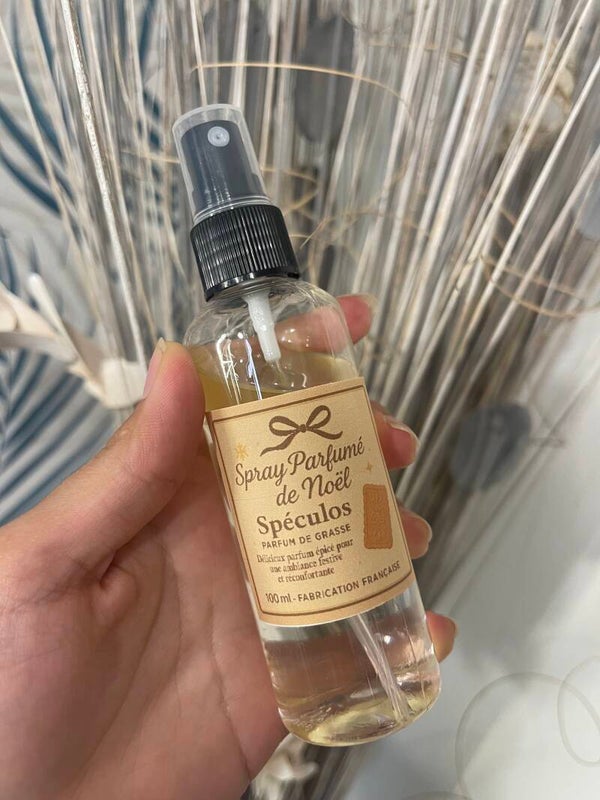 Spray Parfumé
de Noël
Spéculos
PARFUM DE GRASSE
Délicieux parfum épicé pour
une ambiance festive
et réconfortante
100 ml - FABRICATION FRANÇAISE